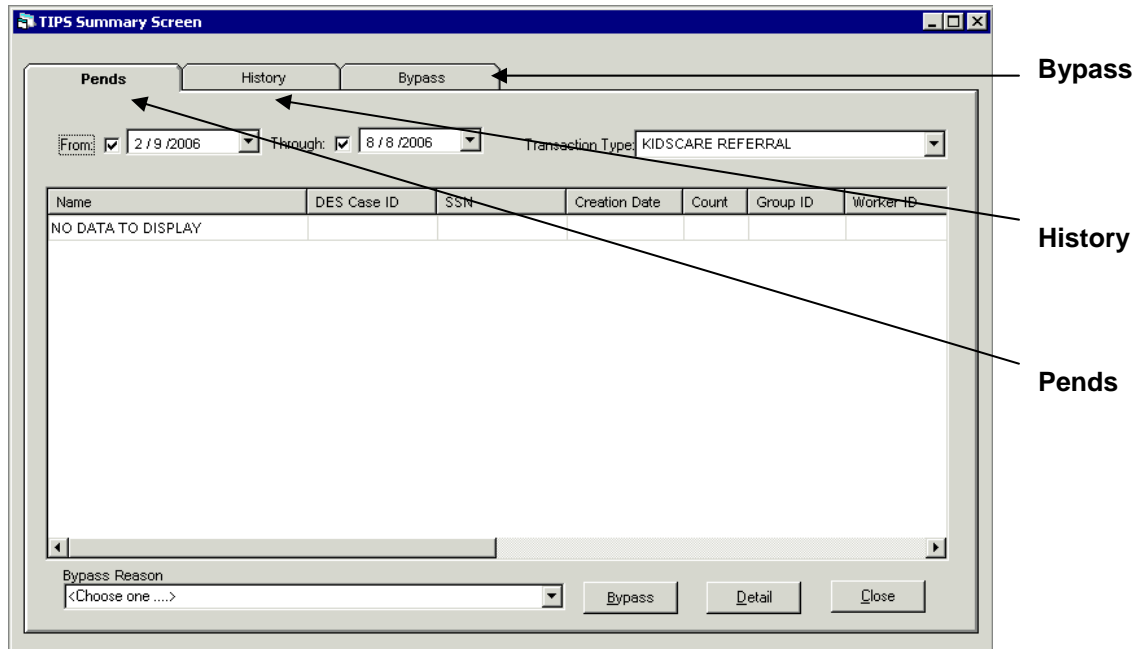 TIPS Summary Screen
Bypass
Pends History Bypass
From: 2 / 9 /2006 Through: 8 / 8 /2006 Transaction Type: KIDSCARE REFERRAL
Name DES Case ID SSN Creation Date Count Group ID Worker ID
NO DATA TO DISPLAY
History
Pends
Bypass Reason
<Choose one ....> Bypass Detail Close